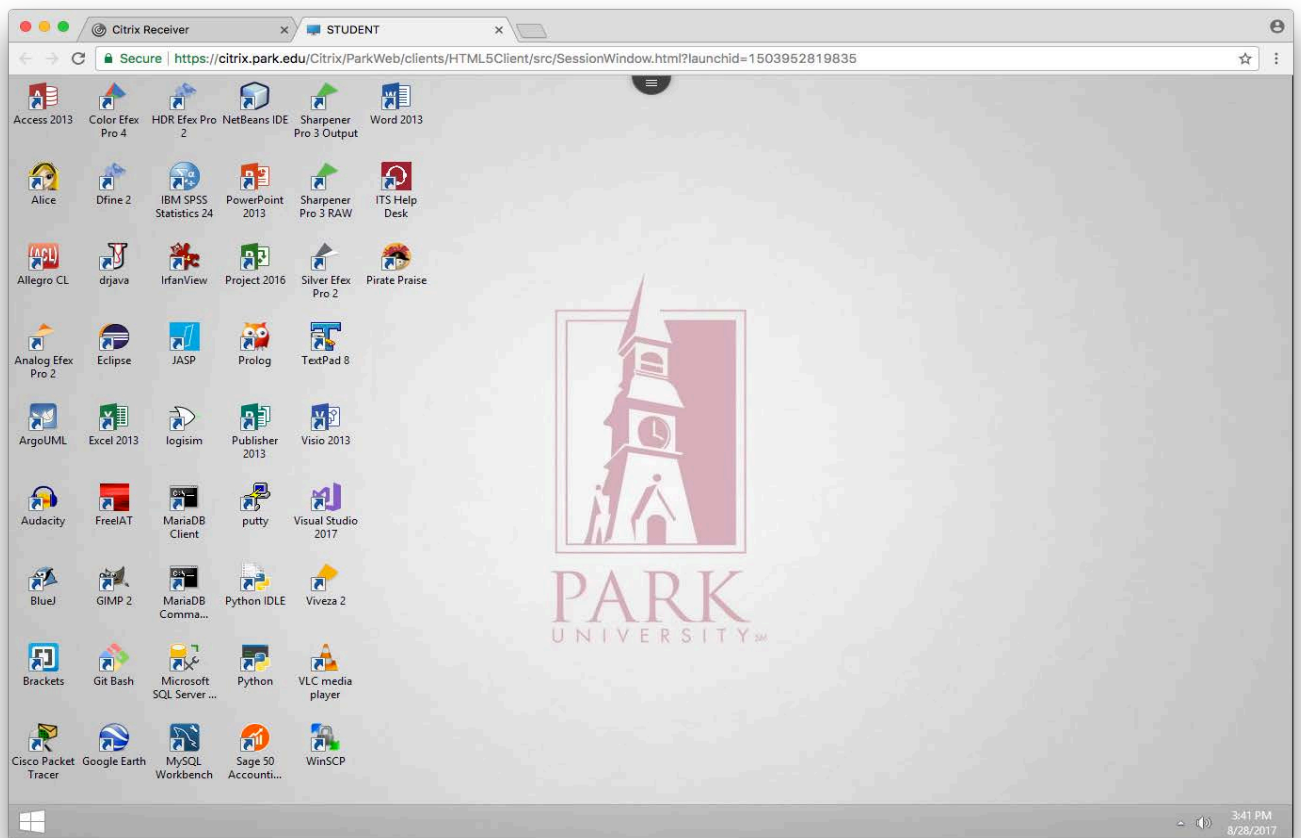 Citrix Receiver
STUDENT
Secure | https://citrix.park.edu/Citrix/ParkWeb/clients/HTML5Client/src/SessionWindow.html?launchid=1503952819835
Access 2013
Color Efex
Pro 4
HDR Efex Pro
2
NetBeans IDE
Sharpener
Pro 3 Output
Word 2013
Alice
Dfine 2
IBM SPSS
Statistics 24
PowerPoint
2013
Sharpener
Pro 3 RAW
ITS Help
Desk
Allegro CL
drjava
IrfanView
Project 2016
Silver Efex
Pro 2
Pirate Praise
Analog Efex
Pro 2
Eclipse
JASP
Prolog
TextPad 8
ArgoUML
Excel 2013
logisim
Publisher
2013
Visio 2013
Audacity
FreeIAT
MariaDB
Client
putty
Visual Studio
2017
BlueJ
GIMP 2
MariaDB
Comma...
Python IDLE
Viveza 2
Brackets
Git Bash
Microsoft
SQL Server ...
Python
VLC media
player
Cisco Packet
Tracer
Google Earth
MySQL
Workbench
Sage 50
Accounti...
WinSCP
PARK
UNIVERSITY SM
3:41 PM
8/28/2017